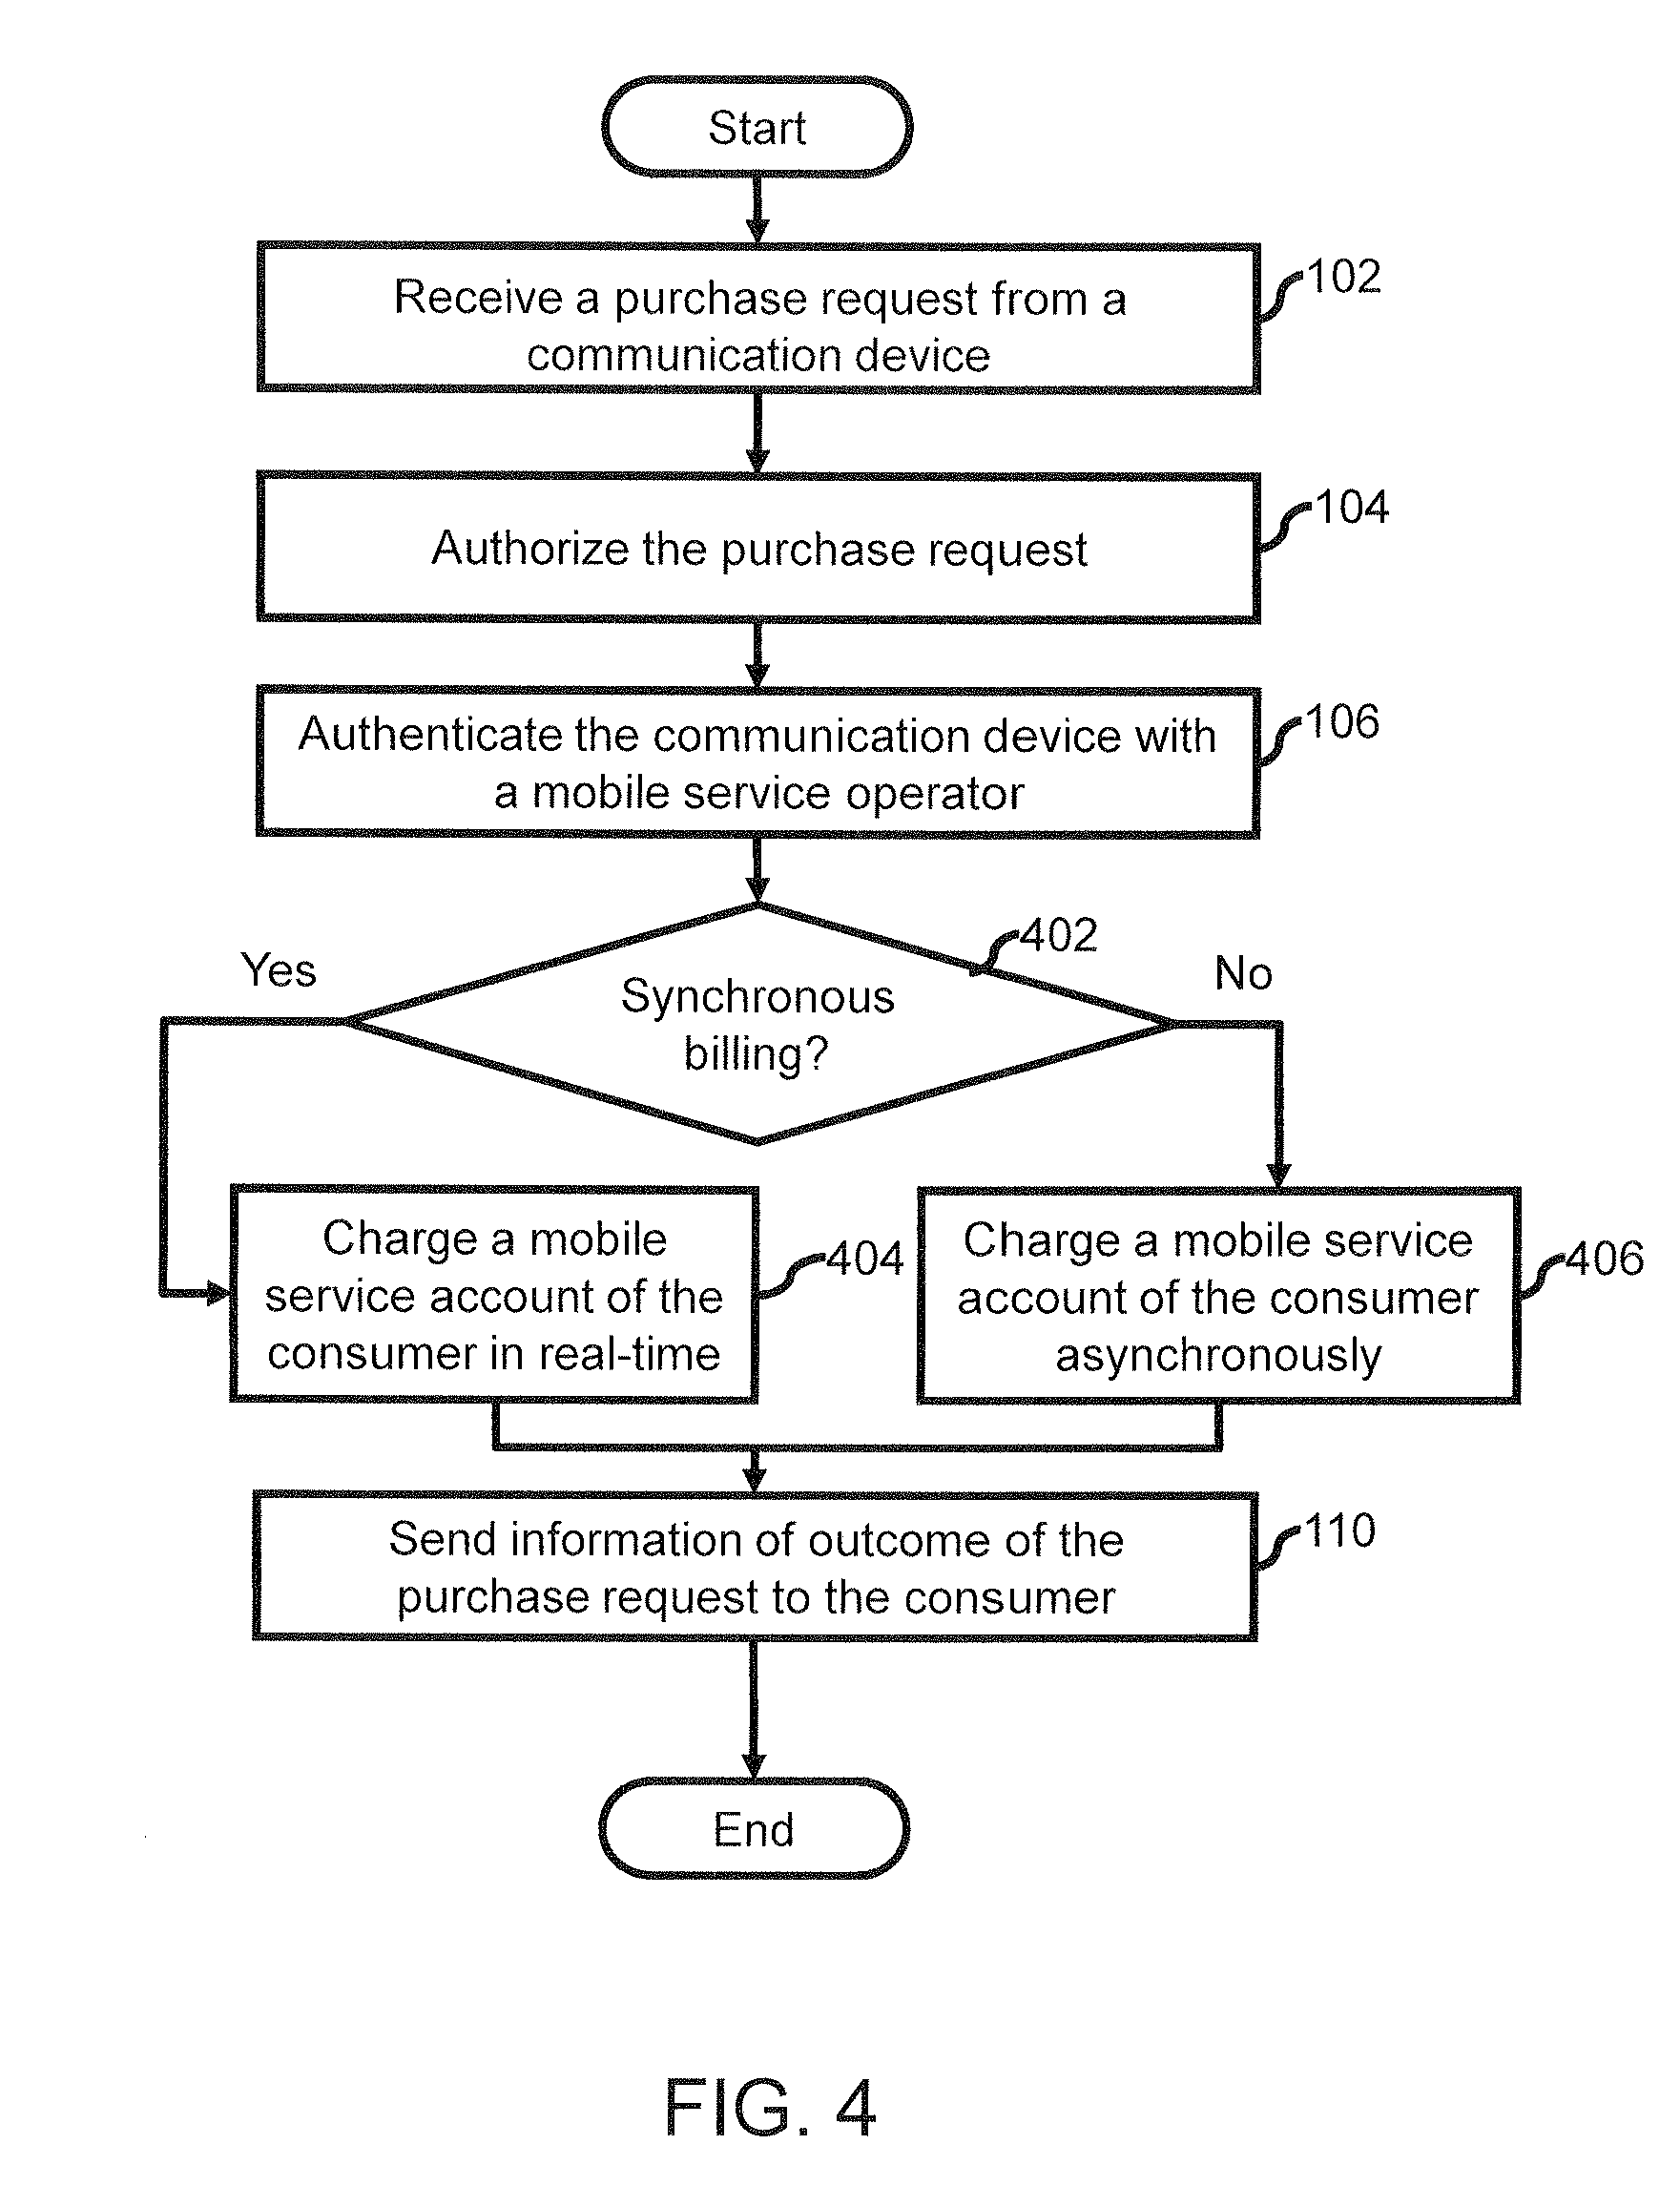 Start
Receive a purchase request from a
communication device
102
Authorize the purchase request
104
Authenticate the communication device with
a mobile service operator
106
402
Yes
No
Synchronous
billing?
Charge a mobile
service account of the
consumer in real-time
404
Charge a mobile service
account of the consumer
asynchronously
406
Send information of outcome of the
purchase request to the consumer
110
End
FIG. 4